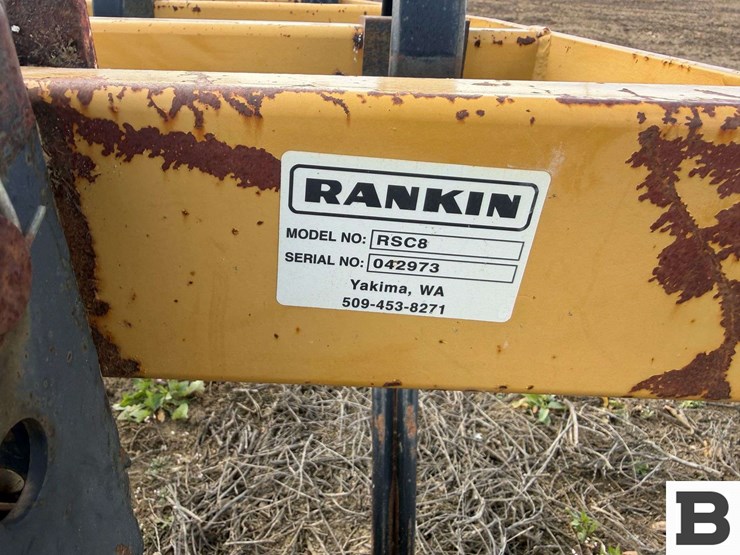 RANKIN
MODEL NO: RSC8
SERIAL NO: 042973
Yakima, WA
509-453-8271
B